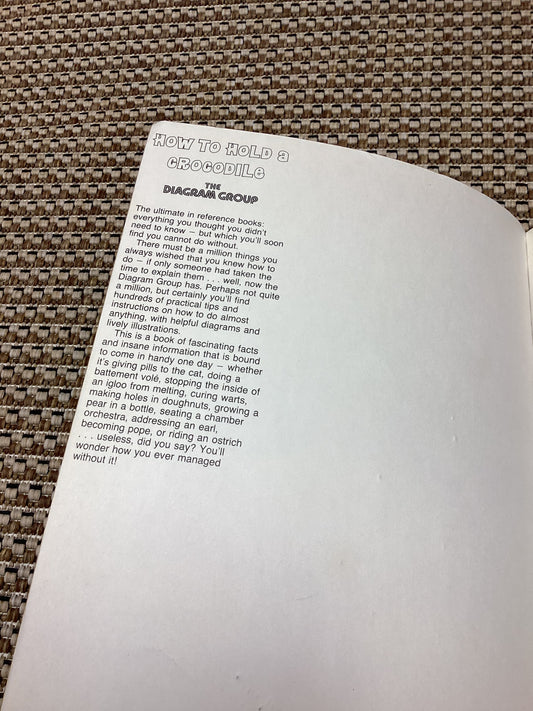 HOW TO HOLD a
CROCODILe
THE
DIAGRAM GROUP
The ultimate in reference books:
everything you thought you didn't
need to know – but which you'll soon
find you cannot do without.
There must be a million things you
always wished that you knew how to
do – if only someone had taken the
time to explain them . . . well, now the
Diagram Group has. Perhaps not quite
a million, but certainly you'll find
hundreds of practical tips and
instructions on how to do almost
anything, with helpful diagrams and
lively illustrations.
This is a book of fascinating facts
and insane information that is bound
to come in handy one day – whether
it's giving pills to the cat, doing a
battement volé, stopping the inside of
an igloo from melting, curing warts,
making holes in doughnuts, growing a
pear in a bottle, seating a chamber
orchestra, addressing an earl,
becoming pope, or riding an ostrich
. . . useless, did you say? You'll
wonder how you ever managed
without it!